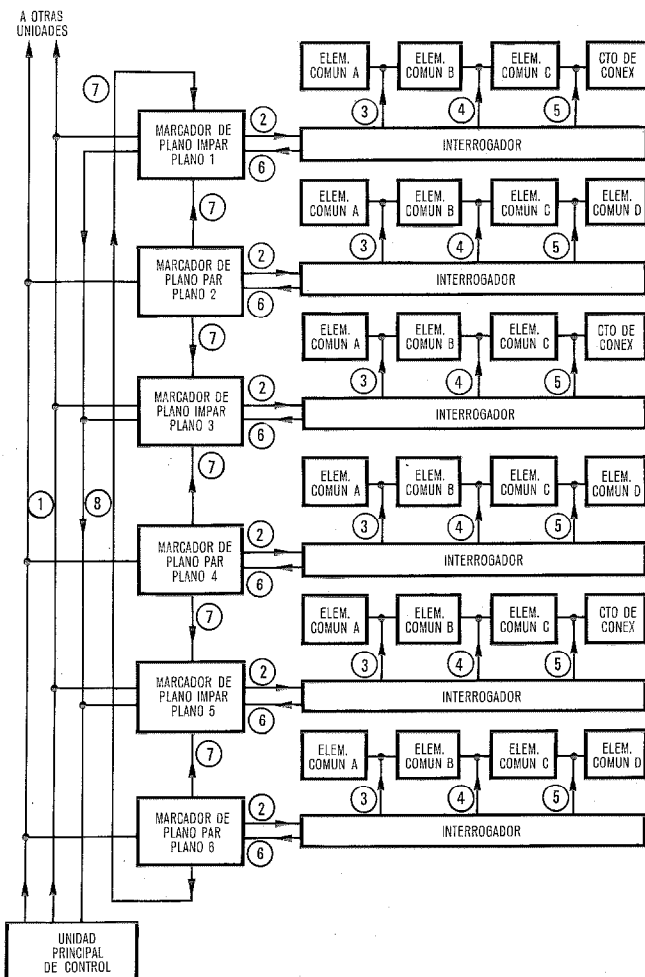 A OTRAS
UNIDADES
7
MARCADOR DE
PLANO IMPAR
PLANO 1
2
6
ELEM.
COMUN A
ELEM.
COMUN B
ELEM.
COMUN C
CTO DE
CONEX
3
4
5
INTERROGADOR
7
MARCADOR DE
PLANO PAR
PLANO 2
2
6
ELEM.
COMUN A
ELEM.
COMUN B
ELEM.
COMUN C
ELEM.
COMUN D
3
4
5
INTERROGADOR
7
MARCADOR DE
PLANO IMPAR
PLANO 3
2
6
ELEM.
COMUN A
ELEM.
COMUN B
ELEM.
COMUN C
CTO DE
CONEX
3
4
5
INTERROGADOR
7
1
8
MARCADOR DE
PLANO PAR
PLANO 4
2
6
ELEM.
COMUN A
ELEM.
COMUN B
ELEM.
COMUN C
ELEM.
COMUN D
3
4
5
INTERROGADOR
7
MARCADOR DE
PLANO IMPAR
PLANO 5
2
6
ELEM.
COMUN A
ELEM.
COMUN B
ELEM.
COMUN C
CTO DE
CONEX
3
4
5
INTERROGADOR
7
MARCADOR DE
PLANO PAR
PLANO 6
2
6
ELEM.
COMUN A
ELEM.
COMUN B
ELEM.
COMUN C
ELEM.
COMUN D
3
4
5
INTERROGADOR
UNIDAD
PRINCIPAL
DE CONTROL